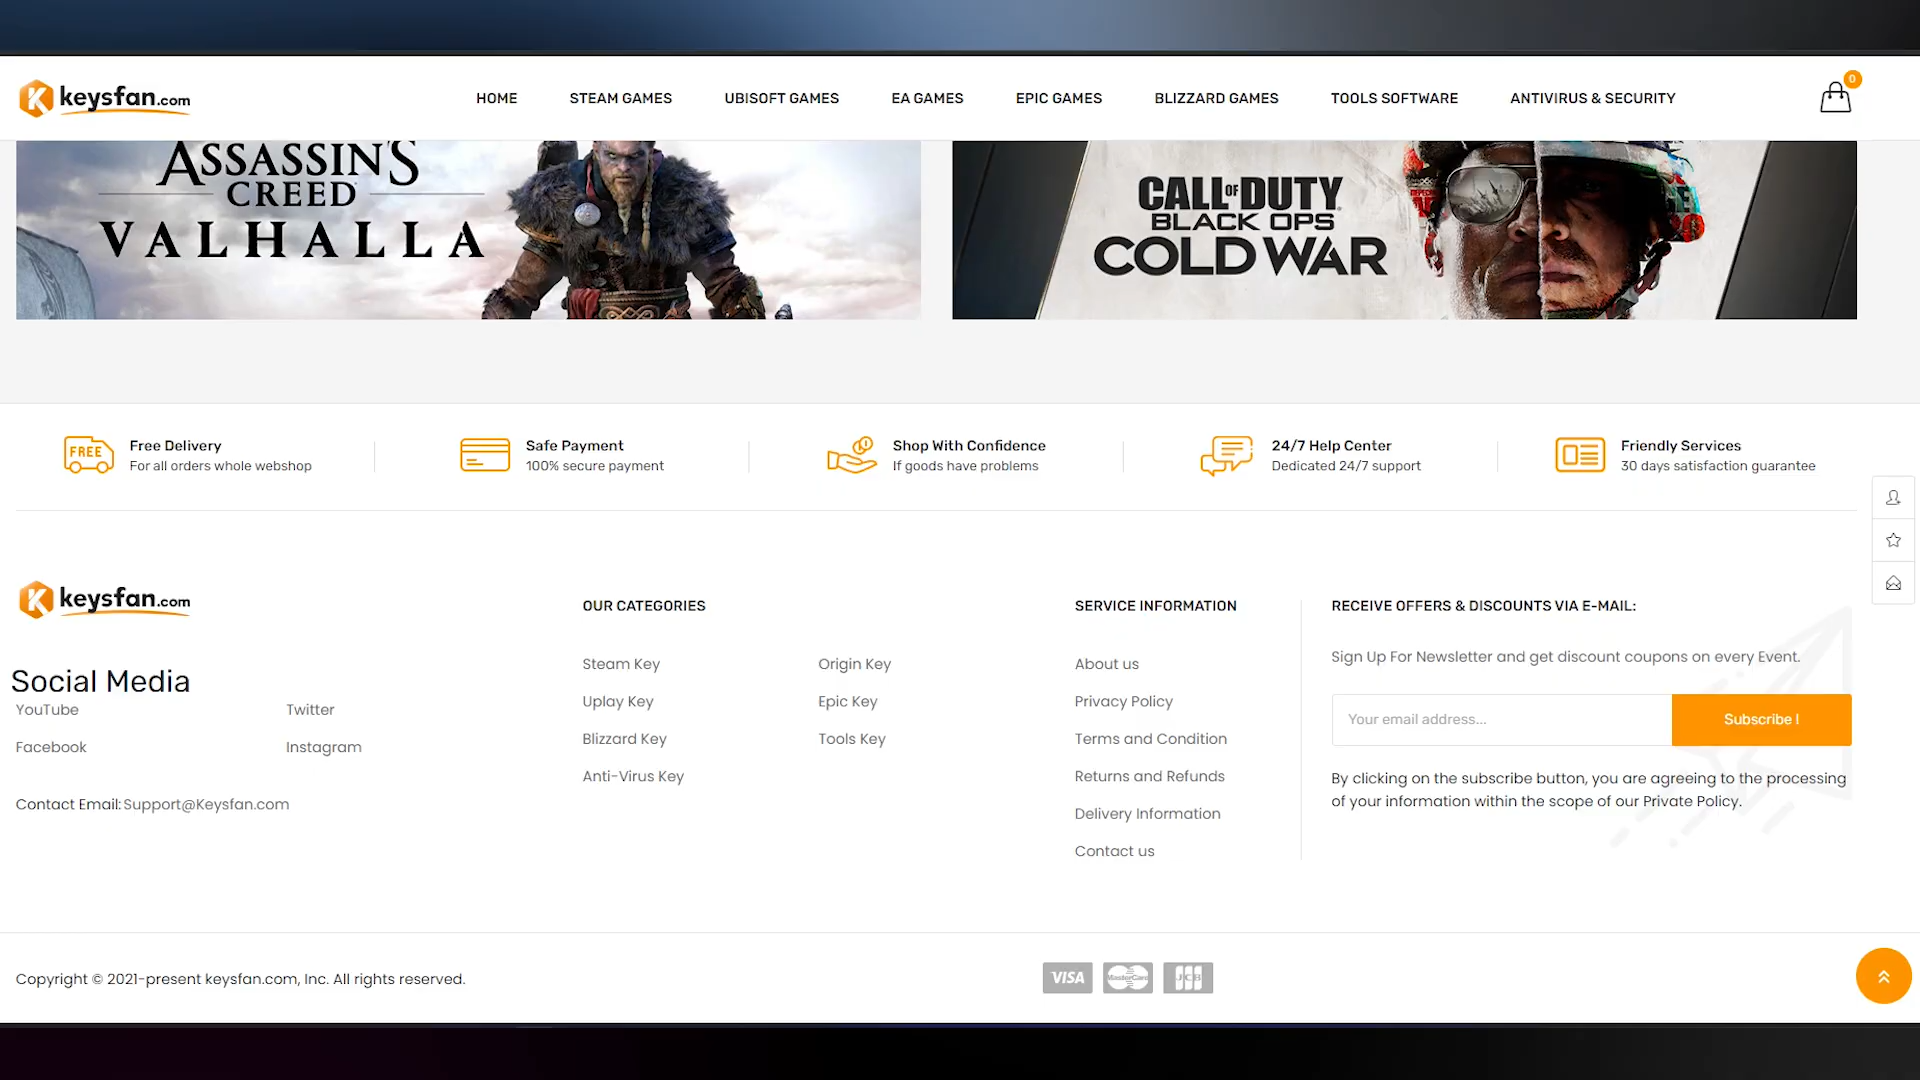 keysfan.com
HOME
STEAM GAMES
UBISOFT GAMES
EA GAMES
EPIC GAMES
BLIZZARD GAMES
TOOLS SOFTWARE
ANTIVIRUS & SECURITY
0
ASSASSIN'S
CREED
VALHALLA
CALL OF DUTY
BLACK OPS
COLD WAR
FREE
Free Delivery
For all orders whole webshop
Safe Payment
100% secure payment
Shop With Confidence
If goods have problems
24/7 Help Center
Dedicated 24/7 support
Friendly Services
30 days satisfaction guarantee
keysfan.com
Social Media
YouTube
Twitter
Facebook
Instagram
Contact Email: Support@Keysfan.com
OUR CATEGORIES
Steam Key
Origin Key
Uplay Key
Epic Key
Blizzard Key
Tools Key
Anti-Virus Key
SERVICE INFORMATION
About us
Privacy Policy
Terms and Condition
Returns and Refunds
Delivery Information
Contact us
RECEIVE OFFERS & DISCOUNTS VIA E-MAIL:
Sign Up For Newsletter and get discount coupons on every Event.
Your email address...
Subscribe !
By clicking on the subscribe button, you are agreeing to the processing
of your information within the scope of our Private Policy.
Copyright © 2021-present keysfan.com, Inc. All rights reserved.
VISA
MasterCard
JCB